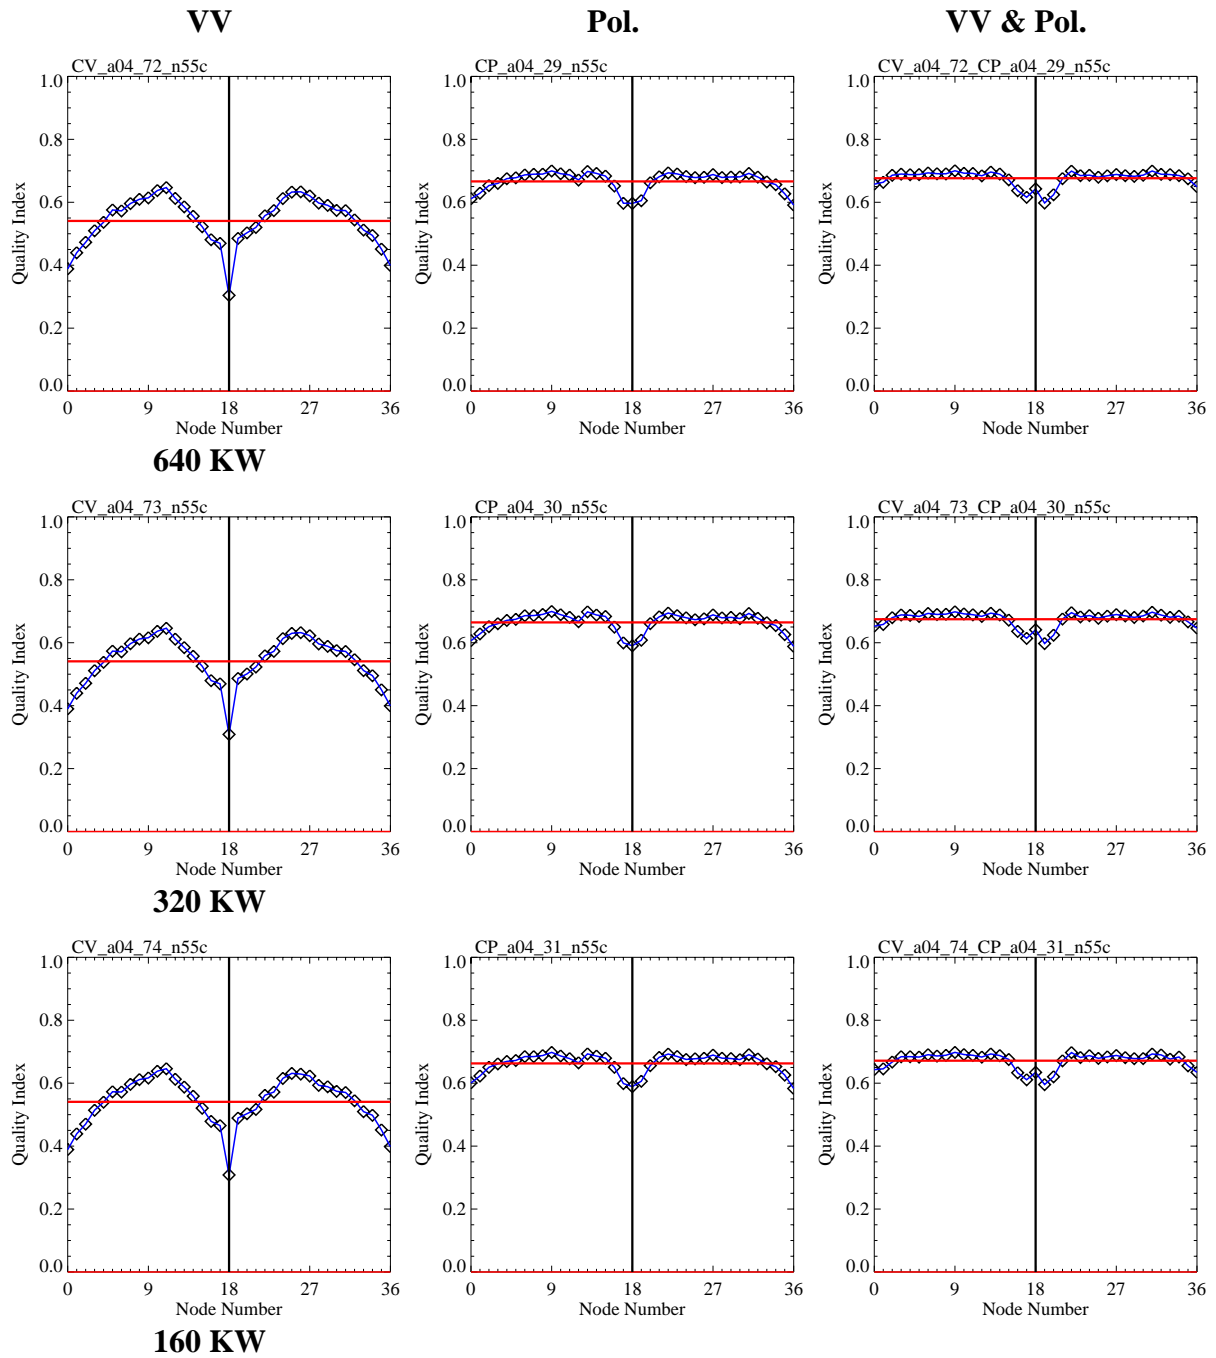 VV Pol. VV & Pol.
CV_a04_72_n55c CP_a04_29_n55c CV_a04_72_CP_a04_29_n55c
1.0 1.0 1.0
0.8 0.8 0.8
0.6 0.6 0.6
Quality Index Quality Index Quality Index
0.4 0.4 0.4
0.2 0.2 0.2
0.0 0.0 0.0
0 9 18 27 36 0 9 18 27 36 0 9 18 27 36
Node Number Node Number Node Number
640 KW
CV_a04_73_n55c CP_a04_30_n55c CV_a04_73_CP_a04_30_n55c
1.0 1.0 1.0
0.8 0.8 0.8
0.6 0.6 0.6
Quality Index Quality Index Quality Index
0.4 0.4 0.4
0.2 0.2 0.2
0.0 0.0 0.0
0 9 18 27 36 0 9 18 27 36 0 9 18 27 36
Node Number Node Number Node Number
320 KW
CV_a04_74_n55c CP_a04_31_n55c CV_a04_74_CP_a04_31_n55c
1.0 1.0 1.0
0.8 0.8 0.8
0.6 0.6 0.6
Quality Index Quality Index Quality Index
0.4 0.4 0.4
0.2 0.2 0.2
0.0 0.0 0.0
0 9 18 27 36 0 9 18 27 36 0 9 18 27 36
Node Number Node Number Node Number
160 KW